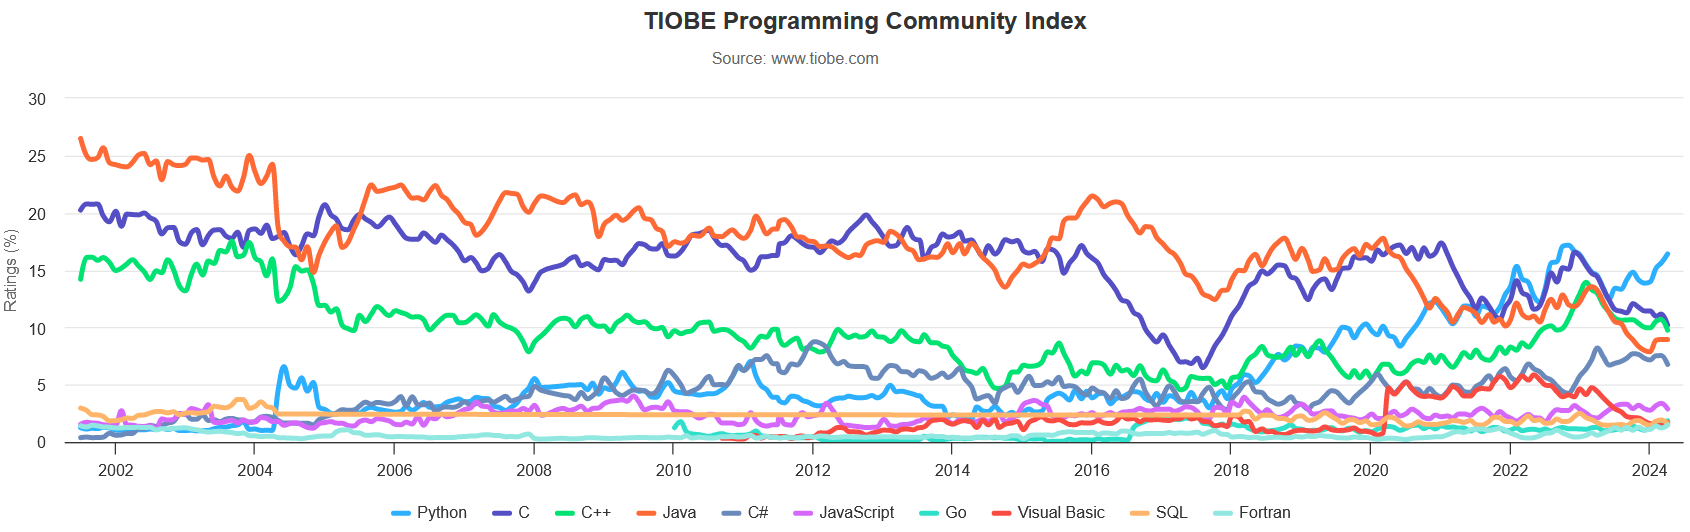 TIOBE Programming Community Index
Source: www.tiobe.com
Ratings (%)
30
25
20
15
10
5
0
2002 2004 2006 2008 2010 2012 2014 2016 2018 2020 2022 2024
Python C C++ Java C# JavaScript Go Visual Basic SQL Fortran